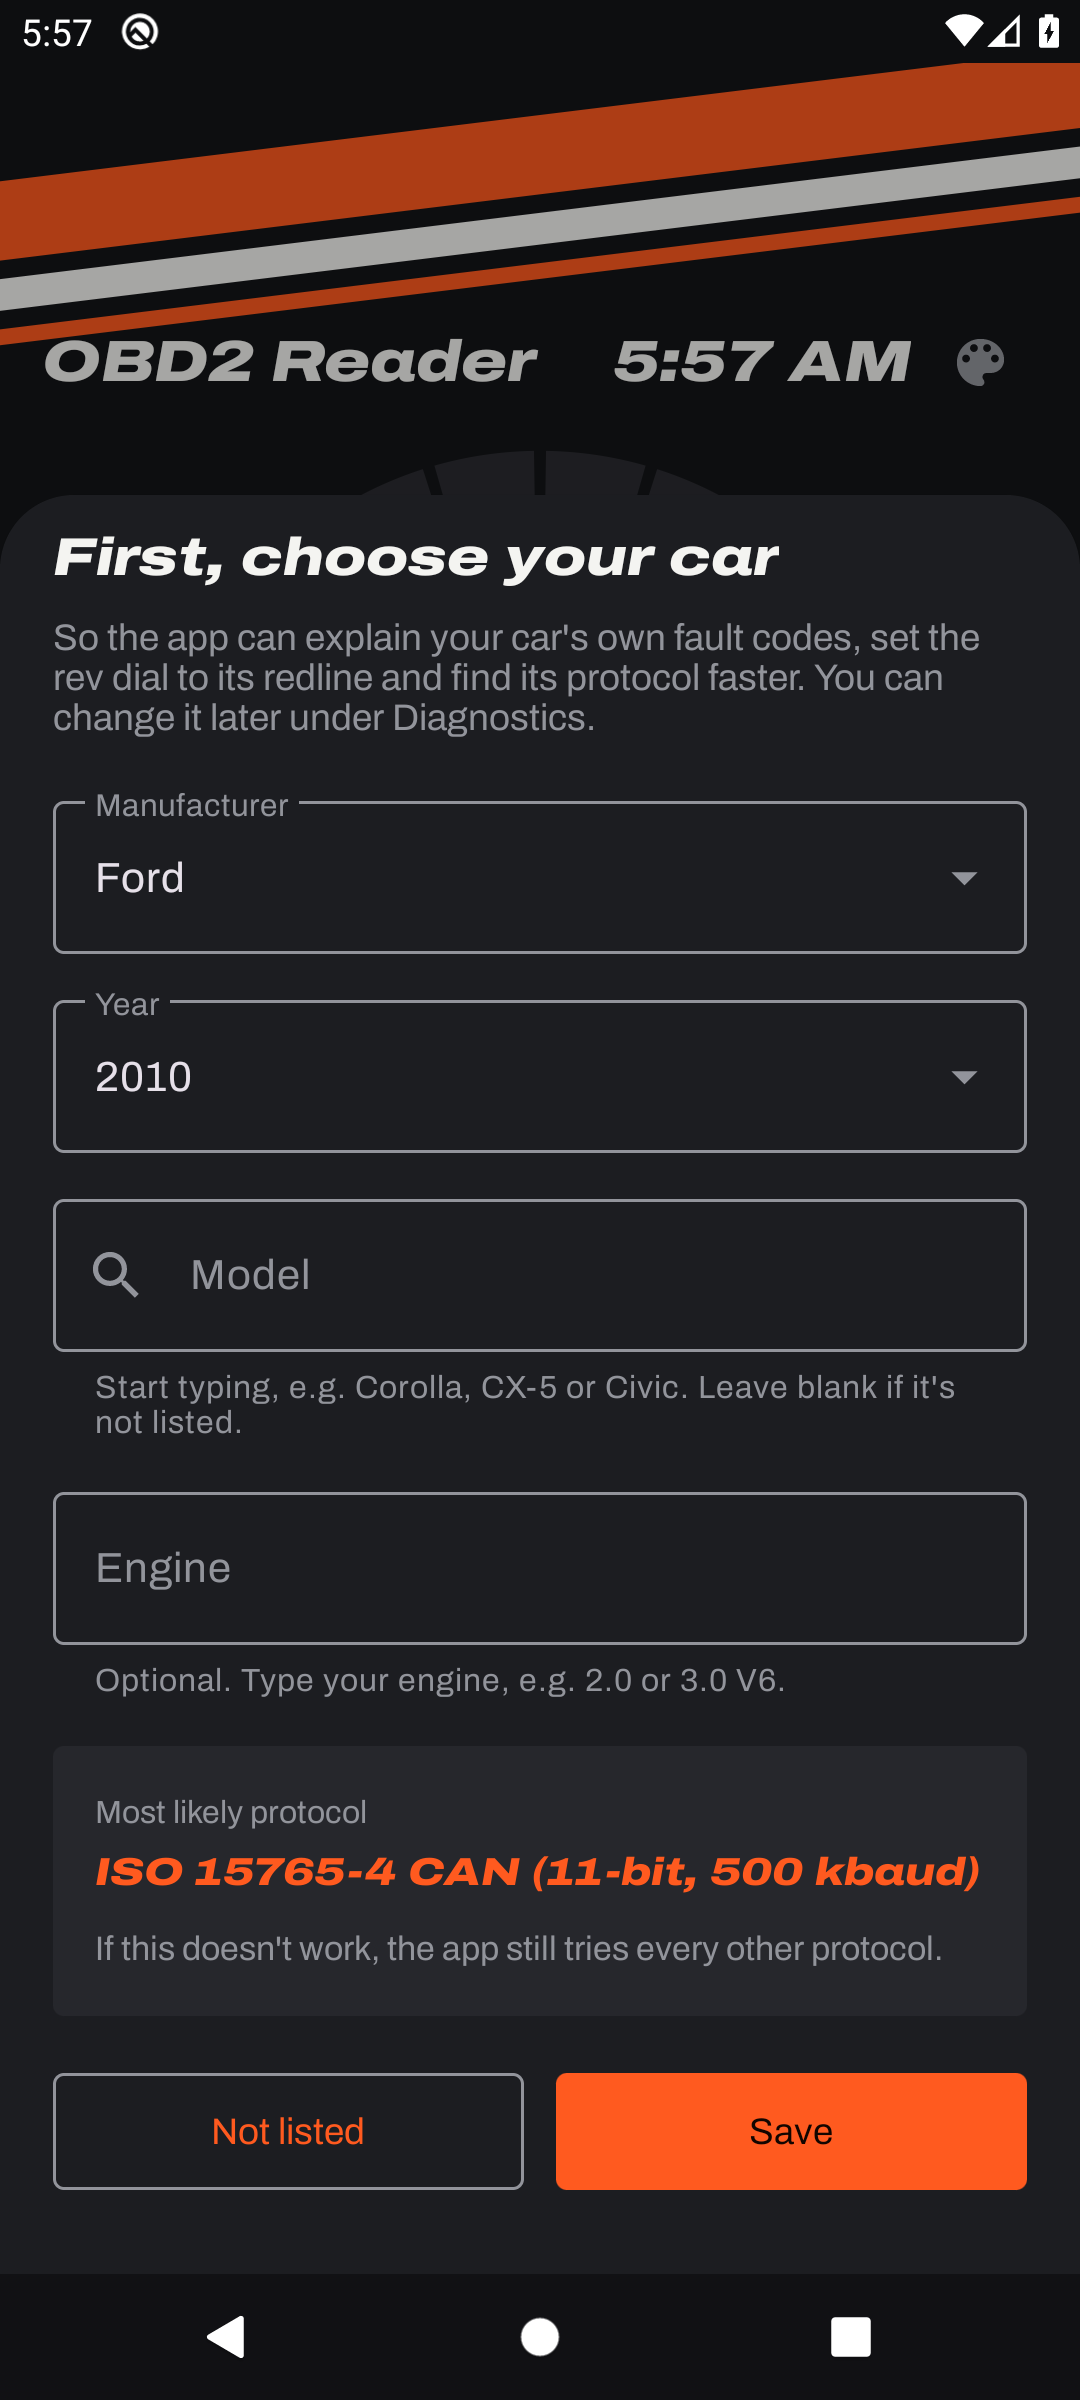 5:57
OBD2 Reader 5:57 AM
First, choose your car
So the app can explain your car's own fault codes, set the
rev dial to its redline and find its protocol faster. You can
change it later under Diagnostics.
Manufacturer
Ford
Year
2010
Model
Start typing, e.g. Corolla, CX-5 or Civic. Leave blank if it's
not listed.
Engine
Optional. Type your engine, e.g. 2.0 or 3.0 V6.
Most likely protocol
ISO 15765-4 CAN (11-bit, 500 kbaud)
If this doesn't work, the app still tries every other protocol.
Not listed Save